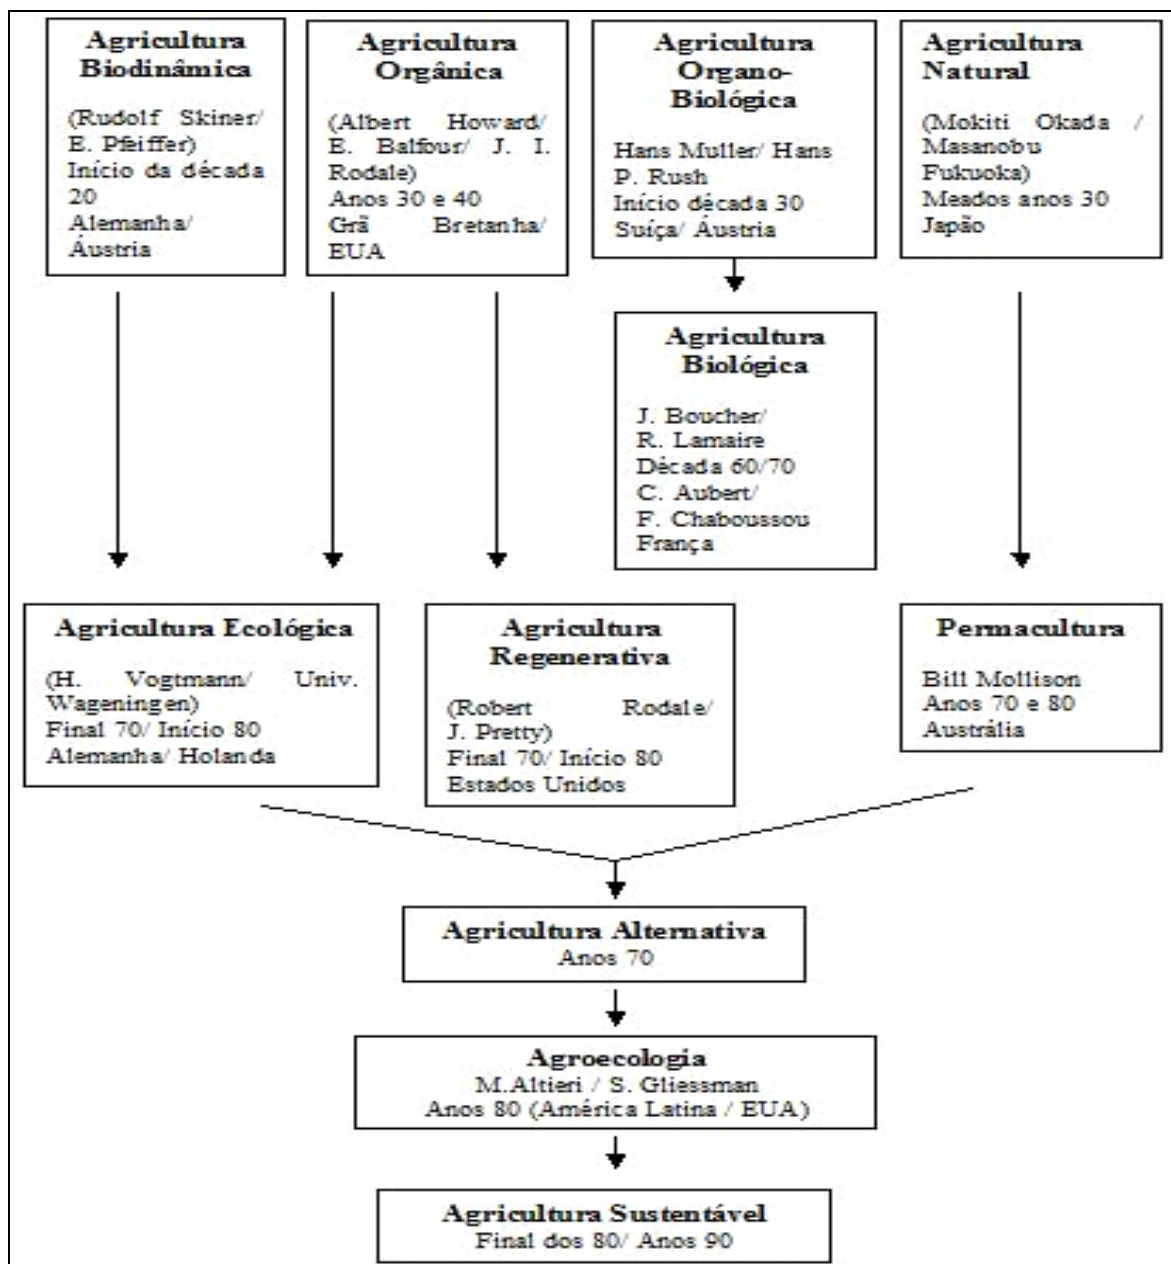 Agricultura
Biodinâmica
(Rudolf Skiner/
E. Pfeiffer)
Início da década
20
Alemanha/
Áustria
Agricultura
Orgânica
(Albert Howard/
E. Balfour/ J. I.
Rodale)
Anos 30 e 40
Grã Bretanha/
EUA
Agricultura
Organo-
Biológica
Hans Muller/ Hans
P. Rush
Início década 30
Suíça/ Áustria
Agricultura
Natural
(Mokiti Okada /
Masanobu
Fukuoka)
Meados anos 30
Japão
Agricultura
Biológica
J. Boucher/
R. Lamaire
Década 60/70
C. Aubert/
F. Chaboussou
França
Agricultura Ecológica
(H. Vogtmann/ Univ.
Wageningen)
Final 70/ Início 80
Alemanha/ Holanda
Agricultura
Regenerativa
(Robert Rodale/
J. Pretty)
Final 70/ Início 80
Estados Unidos
Permacultura
Bill Mollison
Anos 70 e 80
Austrália
Agricultura Alternativa
Anos 70
Agroecologia
M.Altieri / S. Gliessman
Anos 80 (América Latina / EUA)
Agricultura Sustentável
Final dos 80/ Anos 90